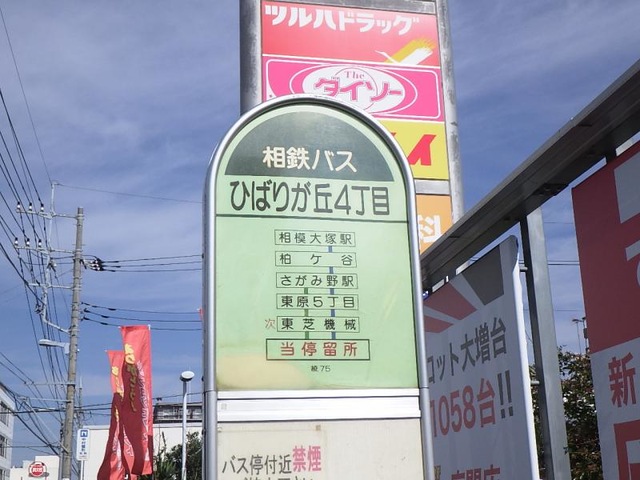 ツルハドラッグ
The
ダイソー
相鉄バス
ひばりが丘4丁目
相模大塚駅
柏ケ谷
さがみ野駅
東原5丁目
次 東芝機械
当停留所
綾75
バス停付近禁煙
ロット大増台
1058台!!
新
科